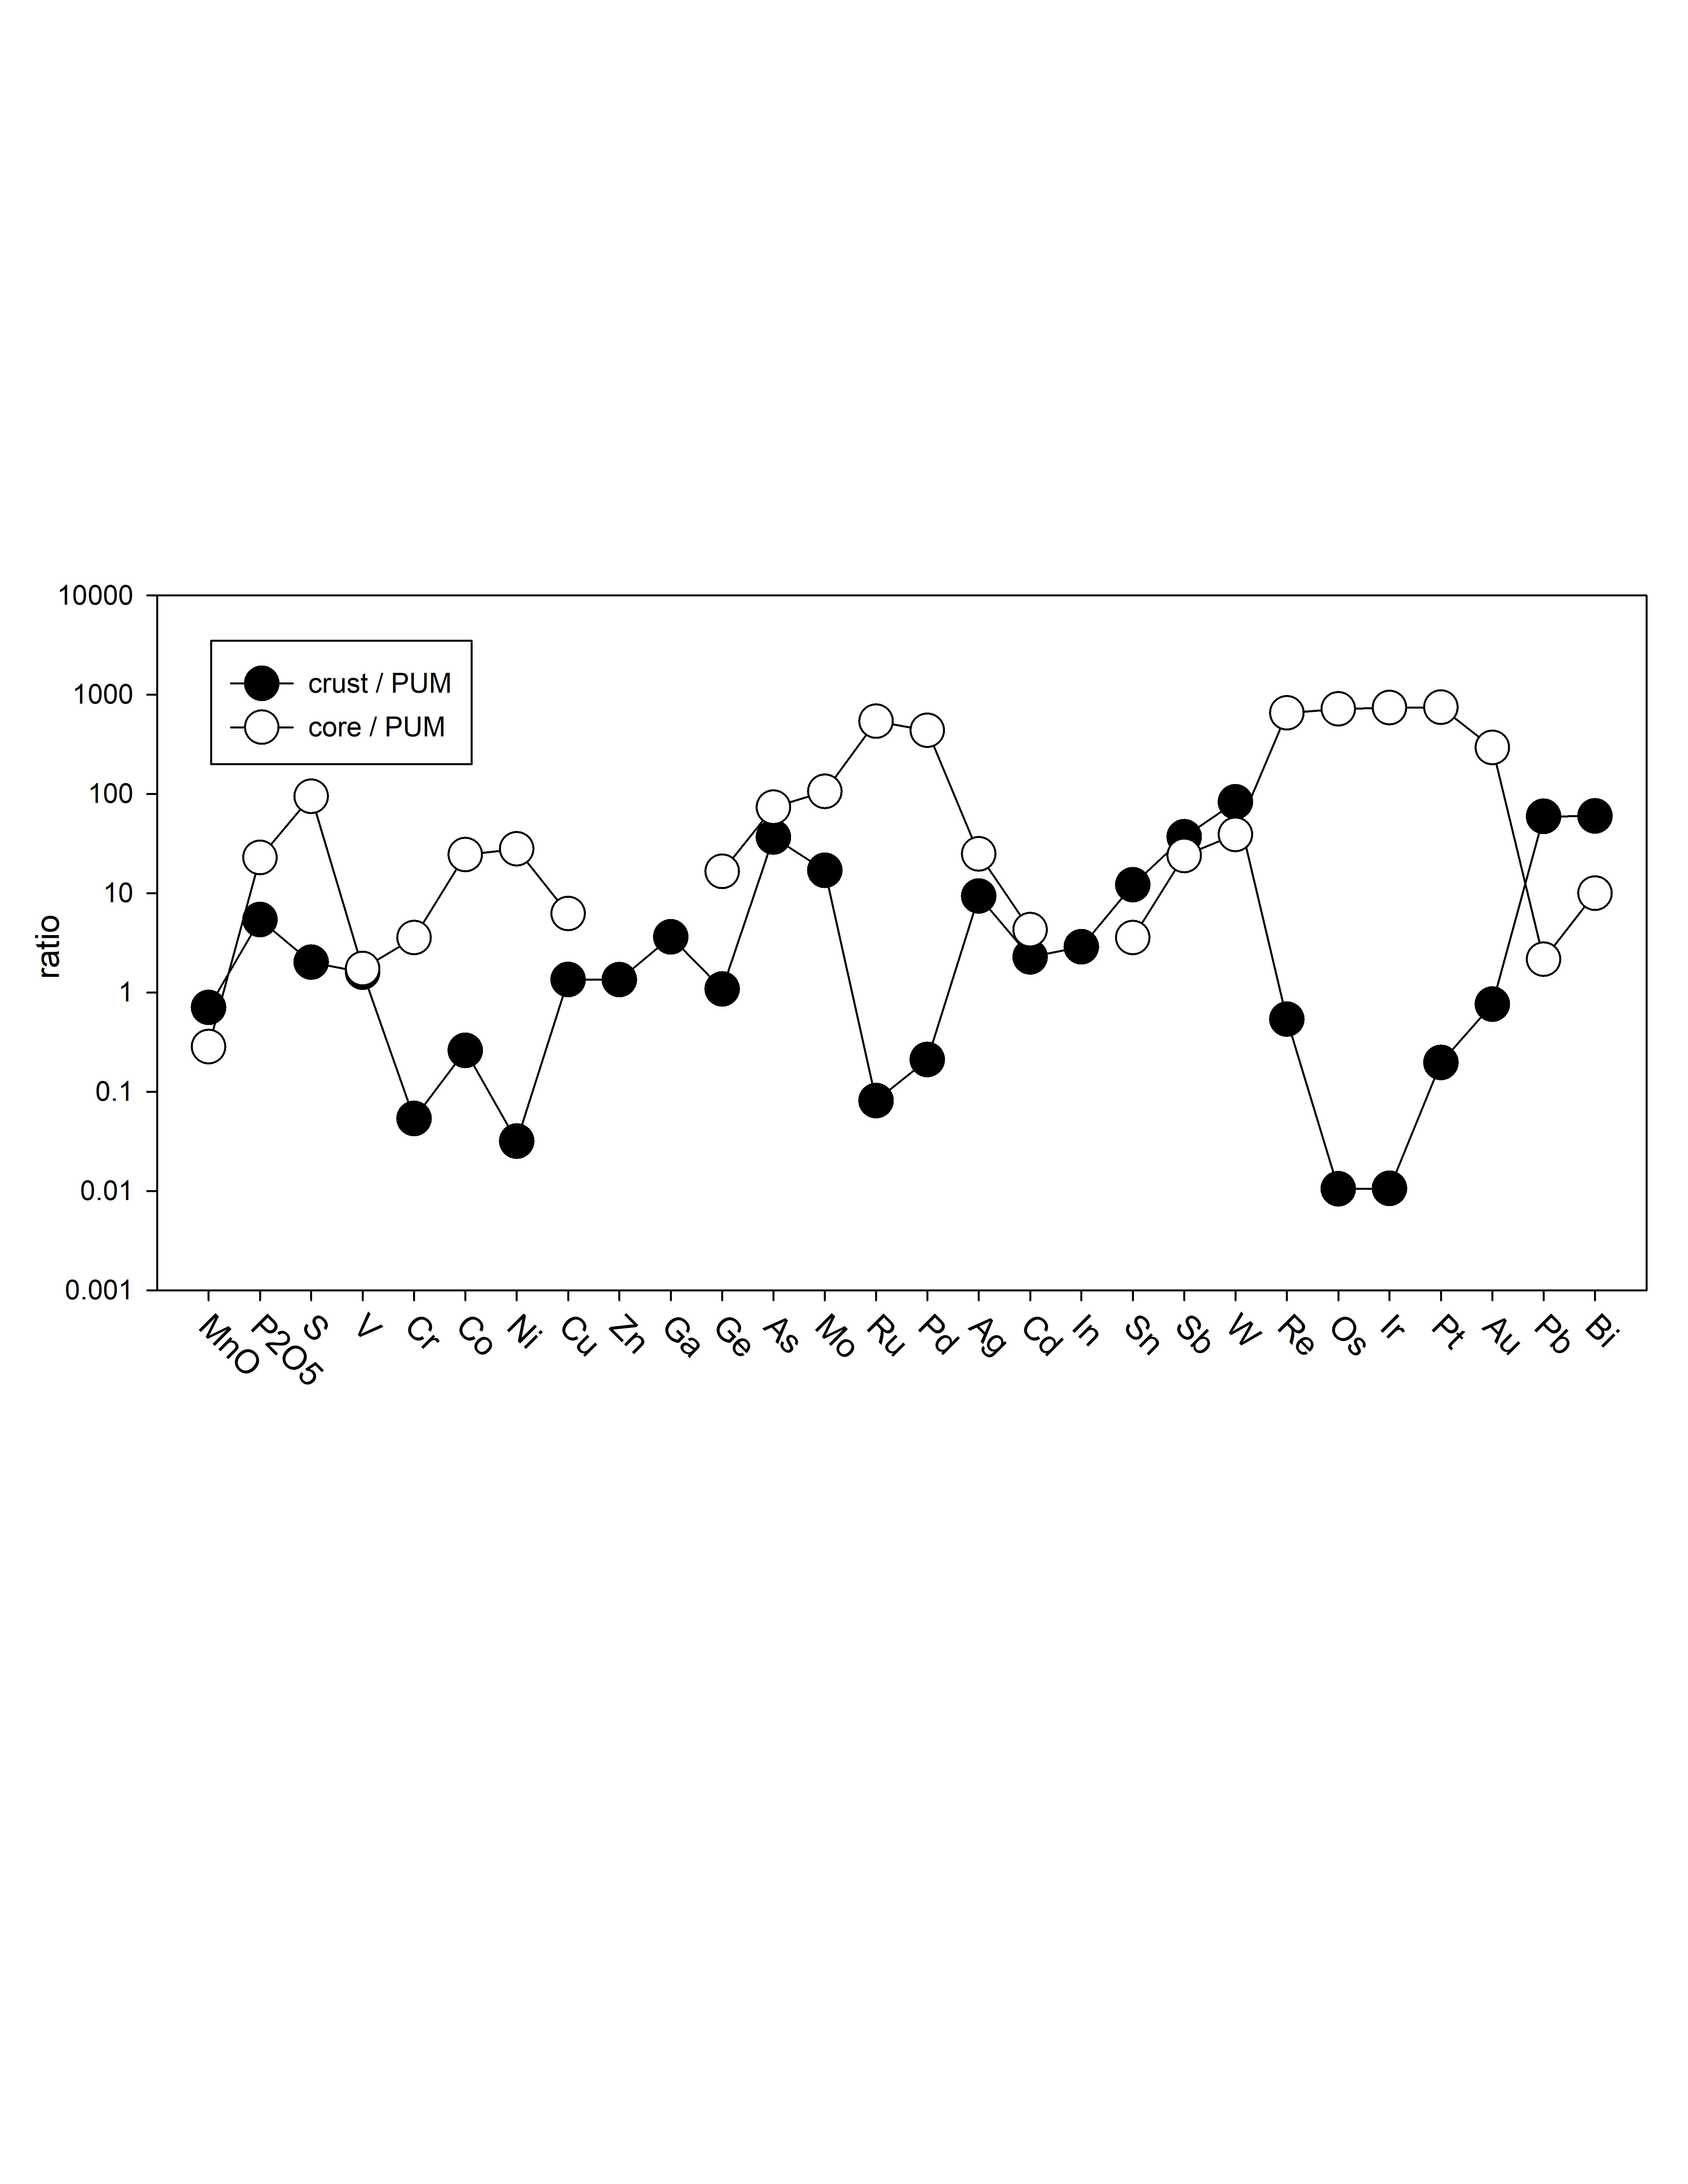 10000
1000
100
10
1
0.1
0.01
0.001
ratio
crust / PUM
core / PUM
MnO
P2O5
S
V
Cr
Co
Ni
Cu
Zn
Ga
Ge
As
Mo
Ru
Pd
Ag
Cd
In
Sn
Sb
W
Re
Os
Ir
Pt
Au
Pb
Bi